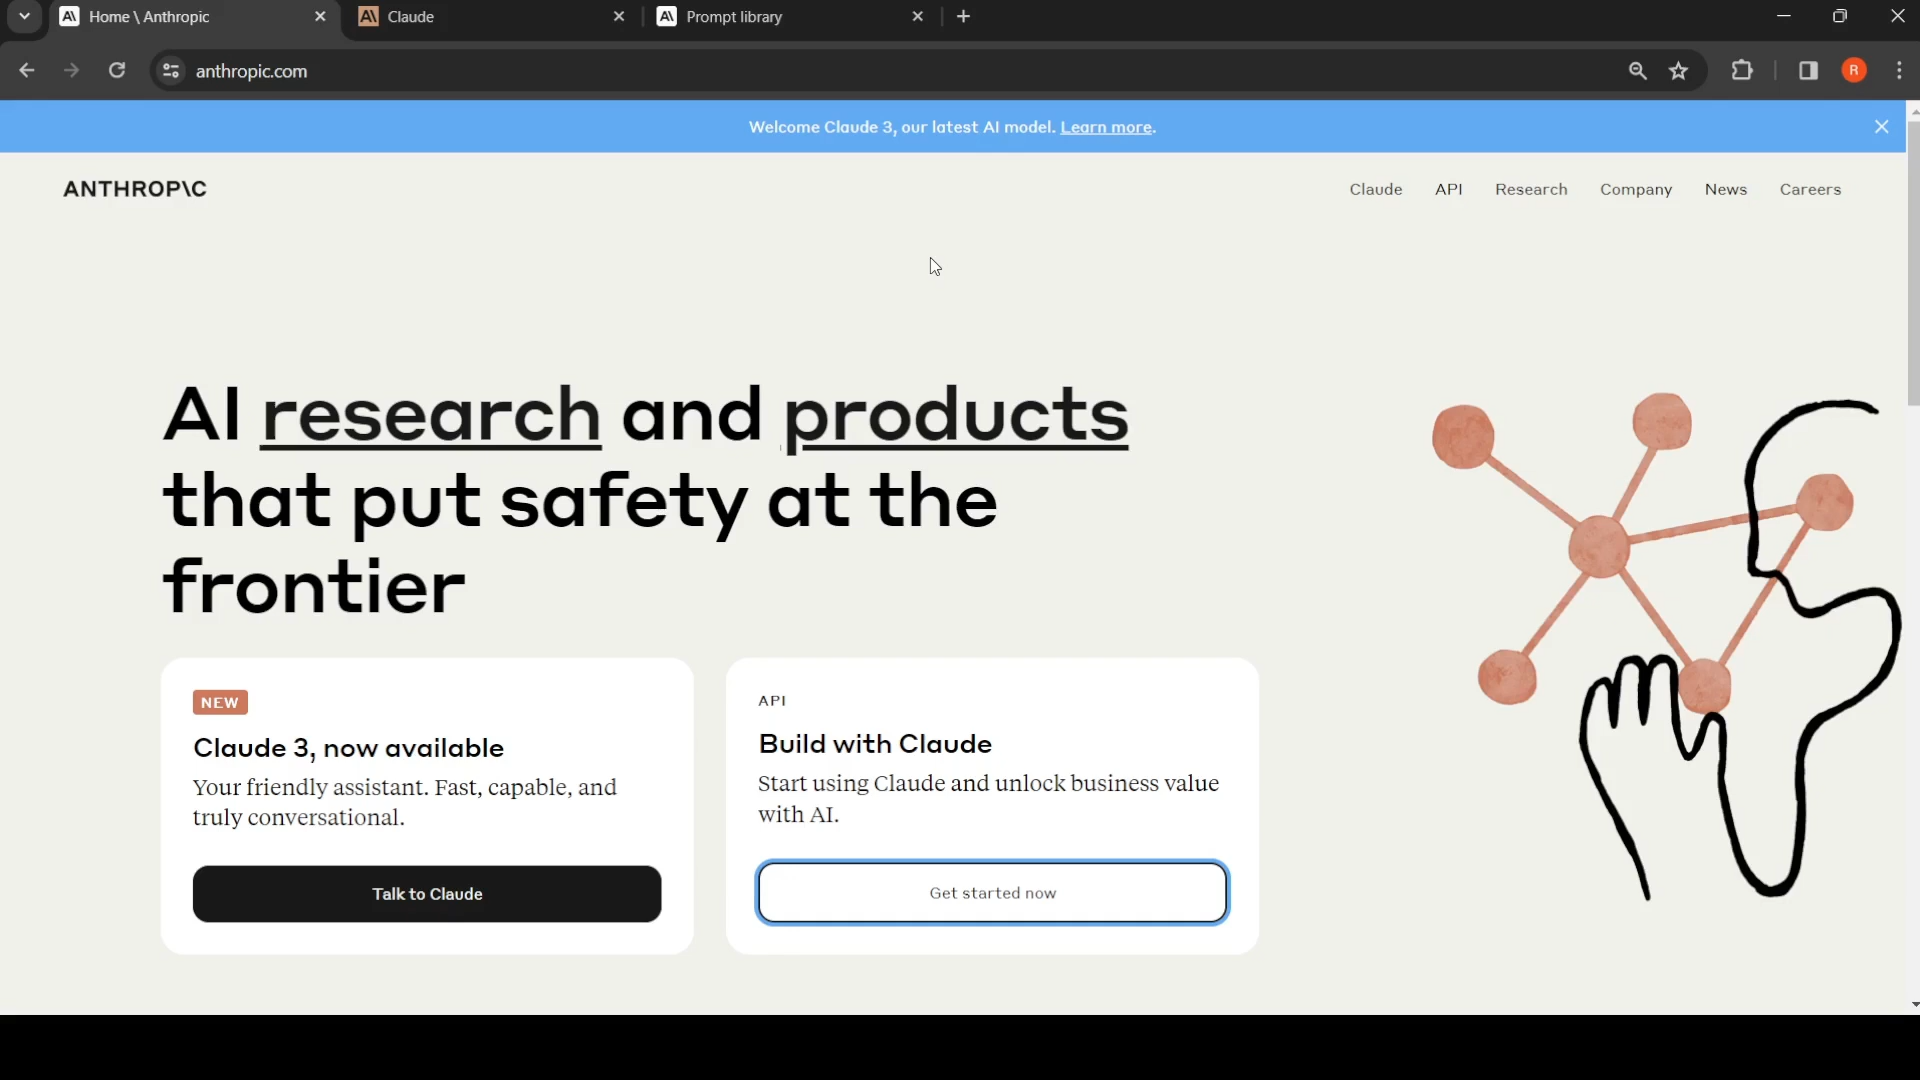 Home \ Anthropic
Claude
Prompt library
anthropic.com
R
Welcome Claude 3, our latest AI model. Learn more.
ANTHROP\C
Claude API Research Company News Careers
AI research and products
that put safety at the
frontier
NEW
Claude 3, now available
Your friendly assistant. Fast, capable, and
truly conversational.
Talk to Claude
API
Build with Claude
Start using Claude and unlock business value
with AI.
Get started now